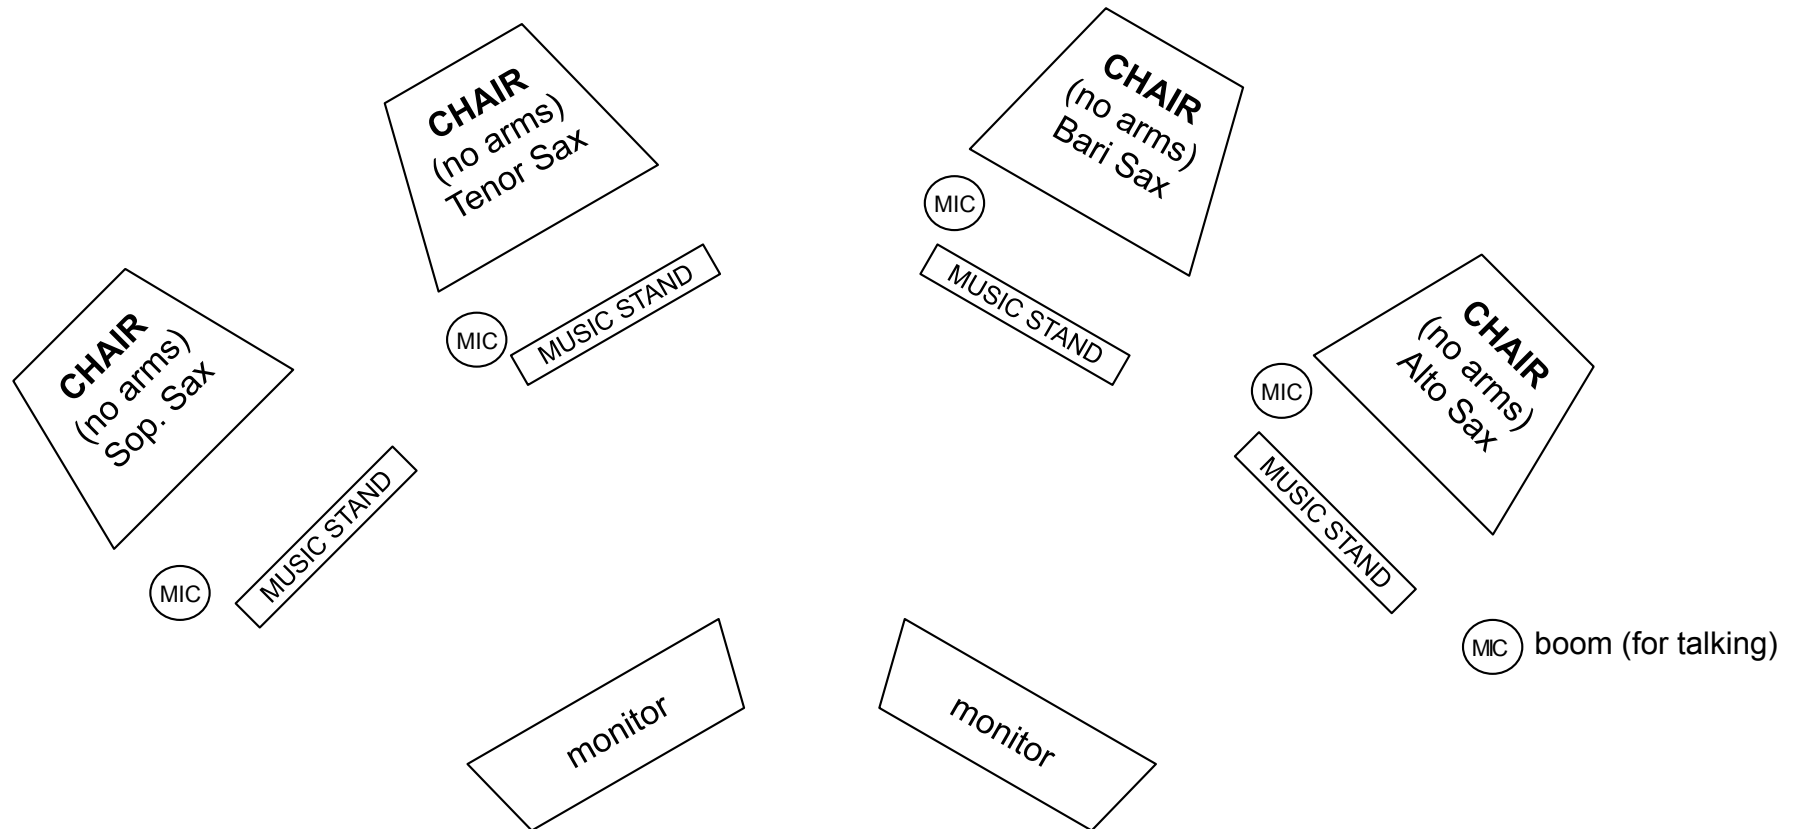 CHAIR
(no arms)
Tenor Sax
MIC
MUSIC STAND
CHAIR
(no arms)
Bari Sax
MIC
MUSIC STAND
CHAIR
(no arms)
Sop. Sax
MIC
MUSIC STAND
CHAIR
(no arms)
Alto Sax
MIC
MUSIC STAND
MIC boom (for talking)
monitor
monitor